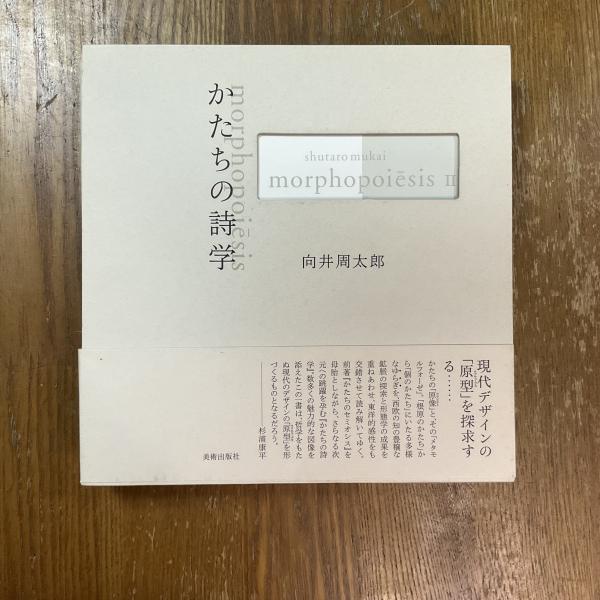 かたちの詩学
morphopoiēsis
shutaro mukai
morphopoiēsis II
向井周太郎
現代デザインの
「原型」を探求す
る……
かたちの「原像」と、その「メタモ
ルフォーゼ」。「根原のかたち」か
ら「個のかたち」にいたる多様
なゆらぎを、西欧の知の豊穣な
鉱脈の探索と形態学の成果を
重ねあわせ、東洋的感性をも
交錯させて読み解いてゆく。
前著『かたちのセミオシス』を
母胎としながら、さらなる次
元への跳躍を孕む『かたちの詩
学』。数多くの魅力的な図像を
添えたこの一書は、哲学をもた
ぬ現代のデザインの「原型」を形
づくるものとなるだろう。
——杉浦康平
美術出版社